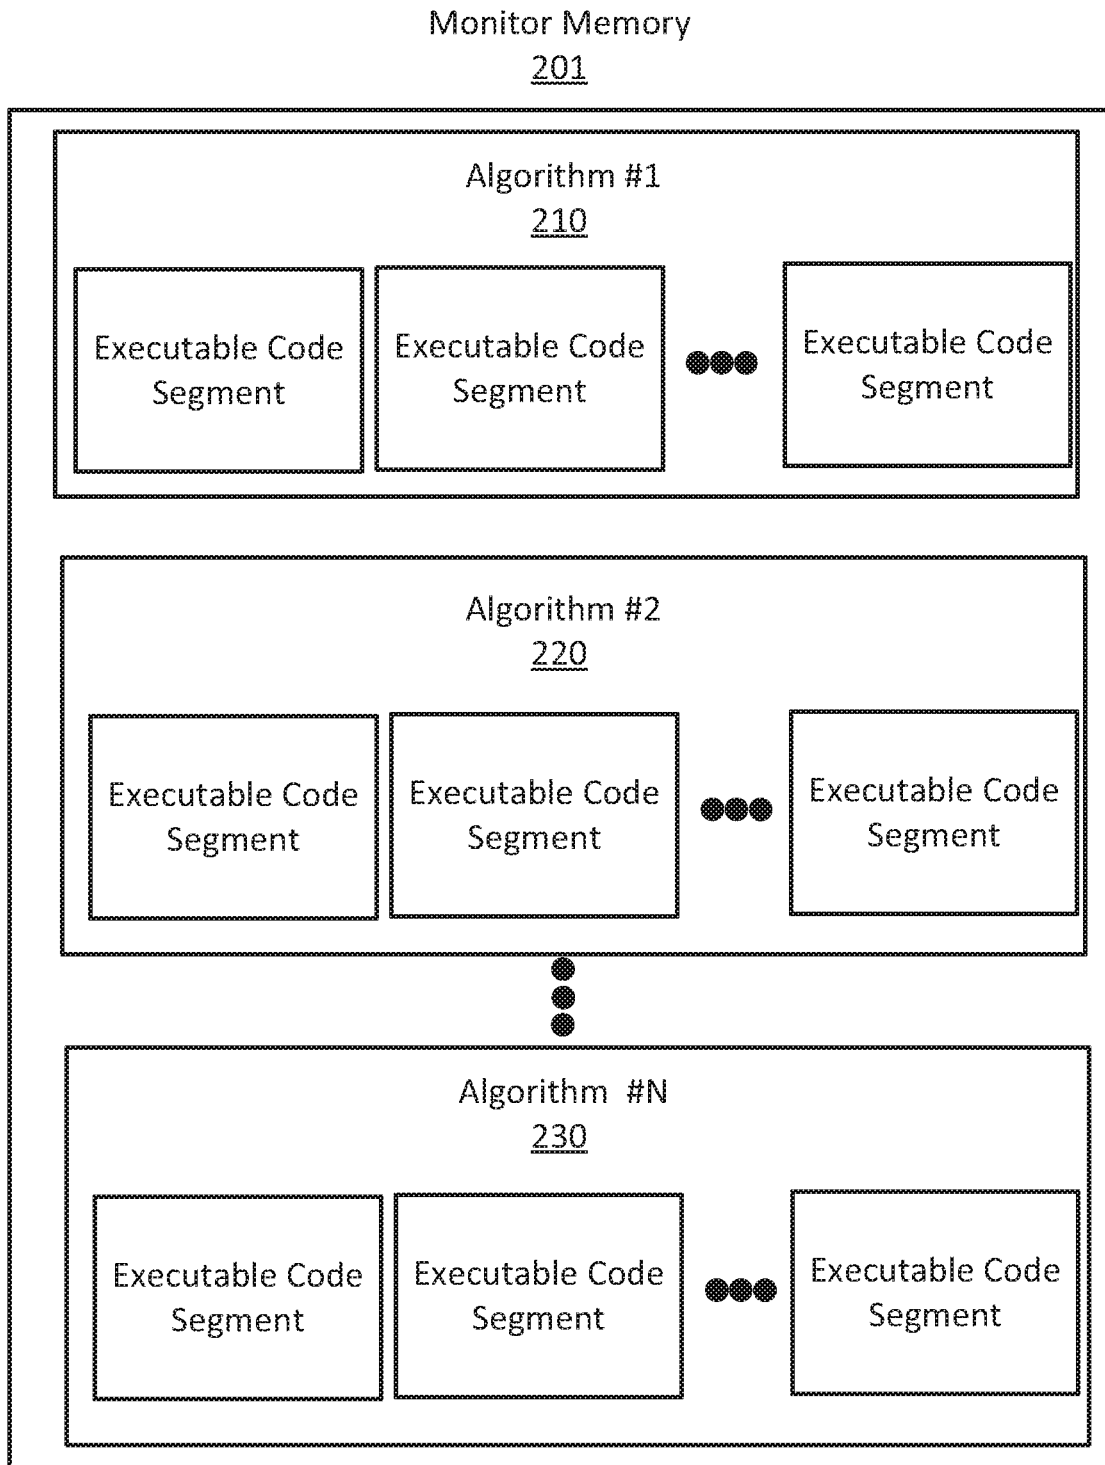 Monitor Memory
201
Algorithm #1
210
Executable Code
Segment
Executable Code
Segment
Executable Code
Segment
Algorithm #2
220
Executable Code
Segment
Executable Code
Segment
Executable Code
Segment
Algorithm #N
230
Executable Code
Segment
Executable Code
Segment
Executable Code
Segment